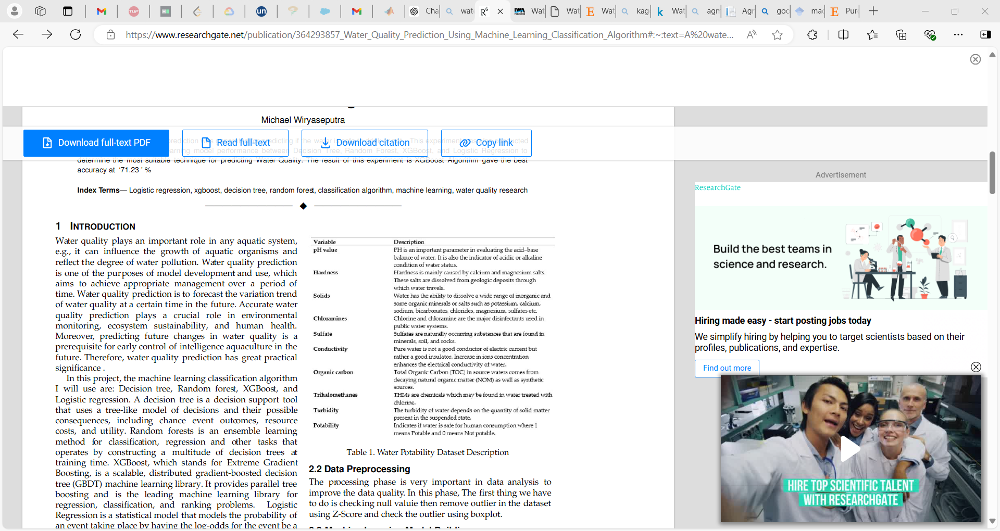 TUP
H
un
Cha
wat
RG
IWA
Wat
Wat
E
Wat
kag
k
Wat
agr
Agr
goo
mac
E
Pur
https://www.researchgate.net/publication/364293857_Water_Quality_Prediction_Using_Machine_Learning_Classification_Algorithm#:~:text=A%20wate...
Michael Wiryaseputra
Download full-text PDF
Read full-text
Download citation
Copy link
determine the most suitable technique for predicting Water Quality. The result of this experiment is XGBoost Algorithm gave the best
accuracy at '71.23 ' %
Index Terms— Logistic regression, xgboost, decision tree, random forest, classification algorithm, machine learning, water quality research
1 INTRODUCTION
Water quality plays an important role in any aquatic system,
e.g., it can influence the growth of aquatic organisms and
reflect the degree of water pollution. Water quality prediction
is one of the purposes of model development and use, which
aims to achieve appropriate management over a period of
time. Water quality prediction is to forecast the variation trend
of water quality at a certain time in the future. Accurate water
quality prediction plays a crucial role in environmental
monitoring, ecosystem sustainability, and human health.
Moreover, predicting future changes in water quality is a
prerequisite for early control of intelligence aquaculture in the
future. Therefore, water quality prediction has great practical
significance .
In this project, the machine learning classification algorithm
I will use are: Decision tree, Random forest, XGBoost, and
Logistic regression. A decision tree is a decision support tool
that uses a tree-like model of decisions and their possible
consequences, including chance event outcomes, resource
costs, and utility. Random forests is an ensemble learning
method for classification, regression and other tasks that
operates by constructing a multitude of decision trees at
training time. XGBoost, which stands for Extreme Gradient
Boosting, is a scalable, distributed gradient-boosted decision
tree (GBDT) machine learning library. It provides parallel tree
boosting and is the leading machine learning library for
regression, classification, and ranking problems. Logistic
Regression is a statistical model that models the probability of
an event taking place by having the log-odds for the event be a
Variable Description
pH value PH is an important parameter in evaluating the acid–base
balance of water. It is also the indicator of acidic or alkaline
condition of water status.
Hardness Hardness is mainly caused by calcium and magnesium salts.
These salts are dissolved from geologic deposits through
which water travels.
Solids Water has the ability to dissolve a wide range of inorganic and
some organic minerals or salts such as potassium, calcium,
sodium, bicarbonates, chlorides, magnesium, sulfates etc.
Chloramines Chlorine and chloramine are the major disinfectants used in
public water systems.
Sulfate Sulfates are naturally occurring substances that are found in
minerals, soil, and rocks.
Conductivity Pure water is not a good conductor of electric current but
rather a good insulator. Increase in ions concentration
enhances the electrical conductivity of water.
Organic carbon Total Organic Carbon (TOC) in source waters comes from
decaying natural organic matter (NOM) as well as synthetic
sources.
Trihalomethanes THMs are chemicals which may be found in water treated with
chlorine.
Turbidity The turbidity of water depends on the quantity of solid matter
present in the suspended state.
Potability Indicates if water is safe for human consumption where 1
means Potable and 0 means Not potable.
Table 1. Water Potability Dataset Description
2.2 Data Preprocessing
The processing phase is very important in data analysis to
improve the data quality. In this phase, The first thing we have
to do is checking null valuie then remove outlier in the dataset
using Z-Score and check the outlier using boxplot.
Advertisement
ResearchGate
Build the best teams in
science and research.
Hiring made easy - start posting jobs today
We simplify hiring by helping you to target scientists based on their
profiles, publications, and expertise.
Find out more
HIRE TOP SCIENTIFIC TALENT
WITH RESEARCHGATE